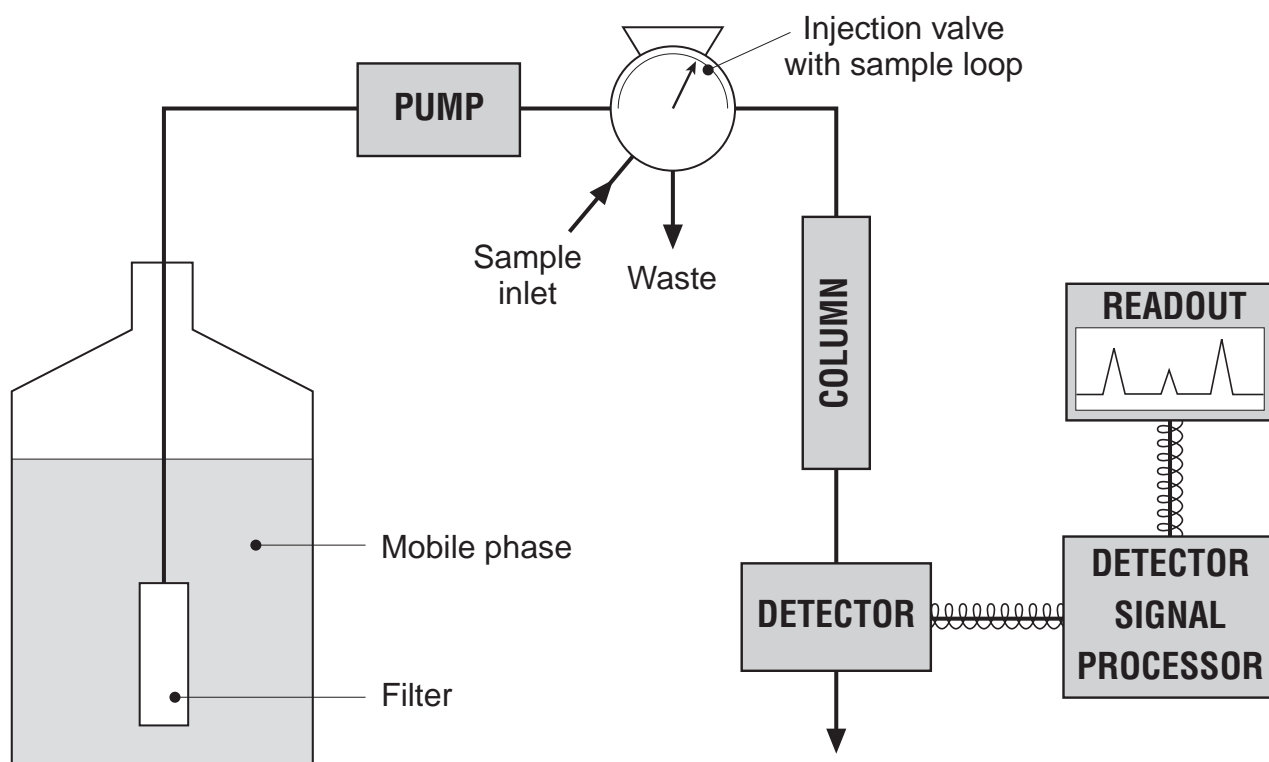 Injection valve
with sample loop
PUMP
Sample
inlet
Waste
COLUMN
READOUT
Mobile phase
DETECTOR
DETECTOR
SIGNAL
PROCESSOR
Filter